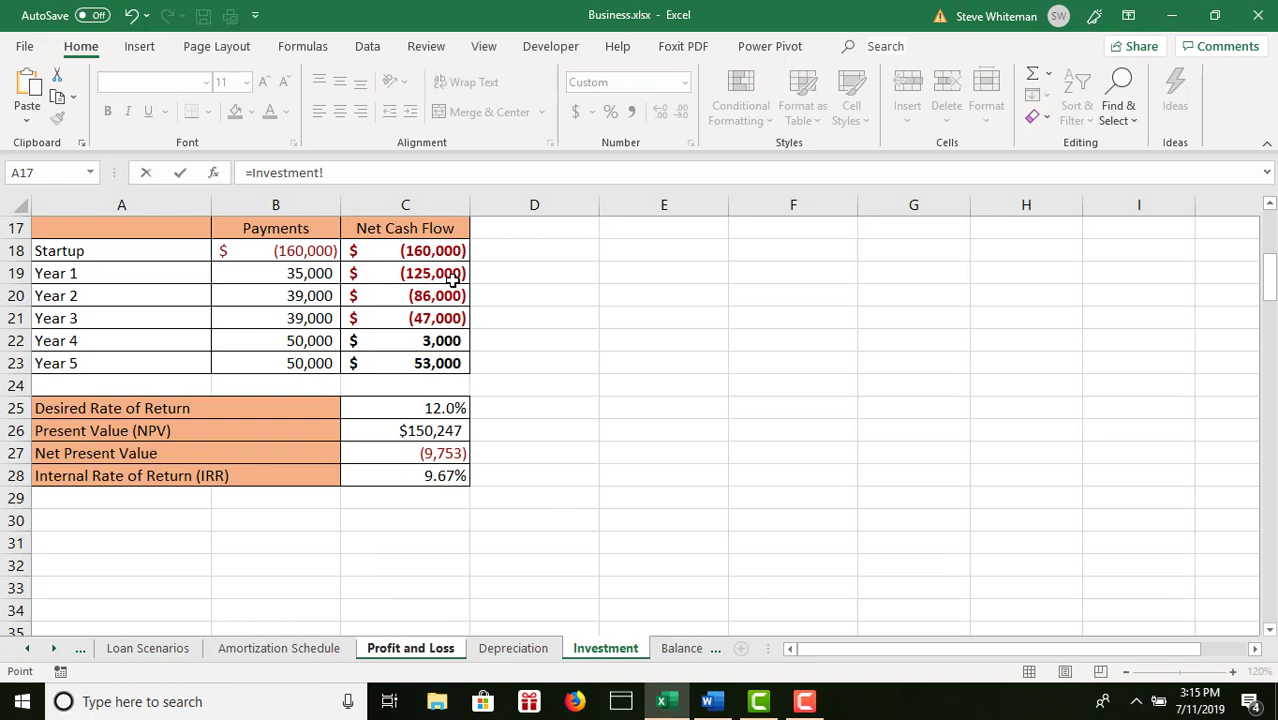 AutoSave Off Business.xlsx - Excel Steve Whiteman SW
File Home Insert Page Layout Formulas Data Review View Developer Help Foxit PDF Power Pivot Search Share Comments
Paste 11 Wrap Text Custom Conditional Formatting Format as Table Cell Styles Insert Delete Format Sort & Filter Find & Select Ideas
B I U A Merge & Center $ %
Clipboard Font Alignment Number Styles Cells Editing Ideas
A17 fx =Investment!
A B C D E F G H I
17 Payments Net Cash Flow
18 Startup $ (160,000) $ (160,000)
19 Year 1 35,000 $ (125,000)
20 Year 2 39,000 $ (86,000)
21 Year 3 39,000 $ (47,000)
22 Year 4 50,000 $ 3,000
23 Year 5 50,000 $ 53,000
24
25 Desired Rate of Return 12.0%
26 Present Value (NPV) $150,247
27 Net Present Value (9,753)
28 Internal Rate of Return (IRR) 9.67%
29
30
31
32
33
34
35
... Loan Scenarios Amortization Schedule Profit and Loss Depreciation Investment Balance ...
Point 120%
Type here to search 3:15 PM
7/11/2019 4